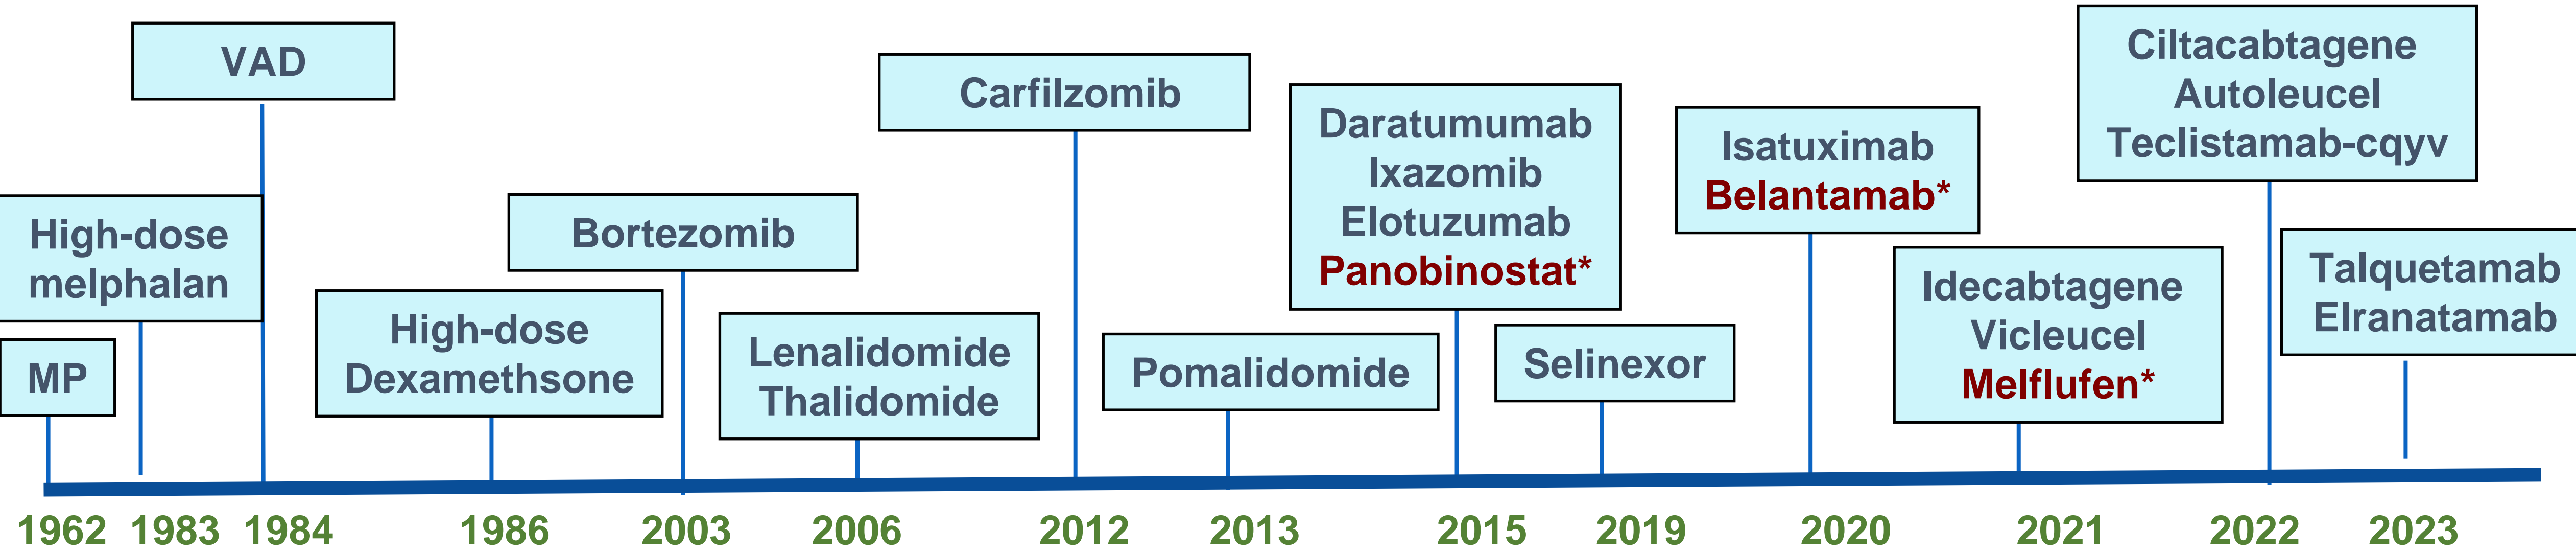 VAD
High-dose
melphalan
MP
High-dose
Dexamethsone
Bortezomib
Lenalidomide
Thalidomide
Carfilzomib
Pomalidomide
Daratumumab
Ixazomib
Elotuzumab
Panobinostat*
Selinexor
Isatuximab
Belantamab*
Idecabtagene
Vicleucel
Melflufen*
Ciltacabtagene
Autoleucel
Teclistamab-cqyv
Talquetamab
Elranatamab
1962 1983 1984 1986 2003 2006 2012 2013 2015 2019 2020 2021 2022 2023